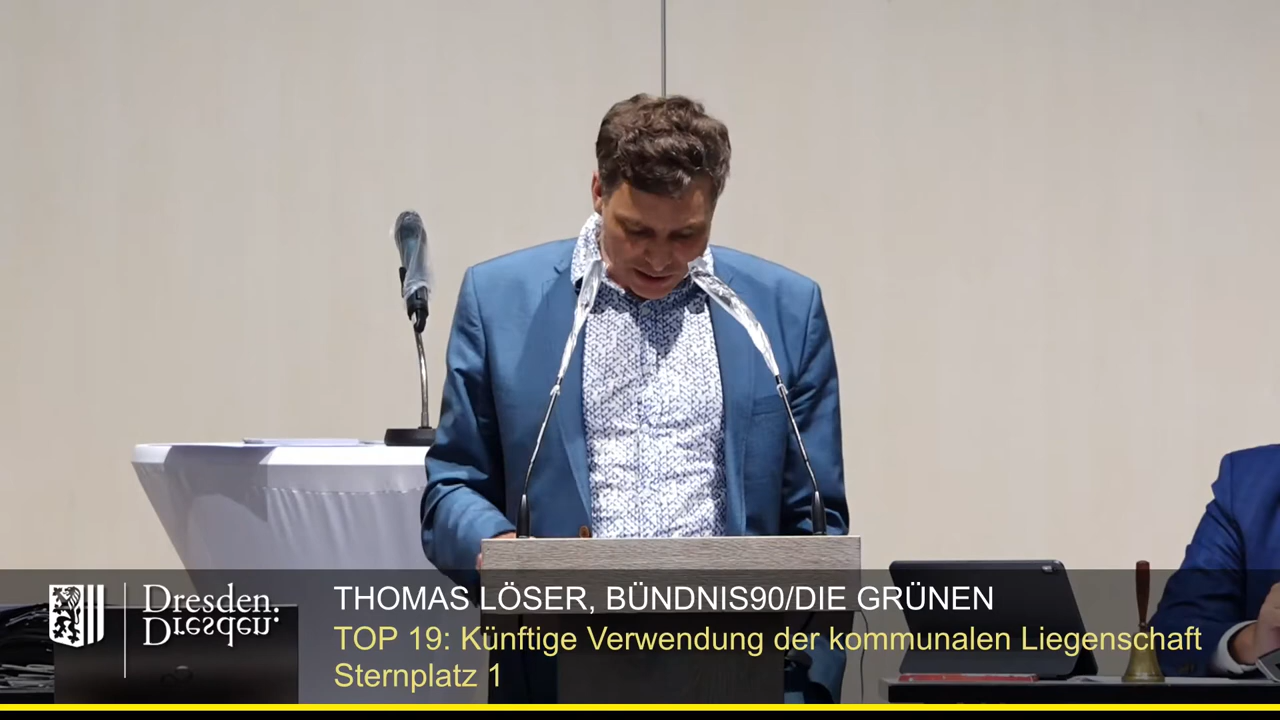 Dresden.
Dresden.
THOMAS LÖSER, BÜNDNIS90/DIE GRÜNEN
TOP 19: Künftige Verwendung der kommunalen Liegenschaft
Sternplatz 1